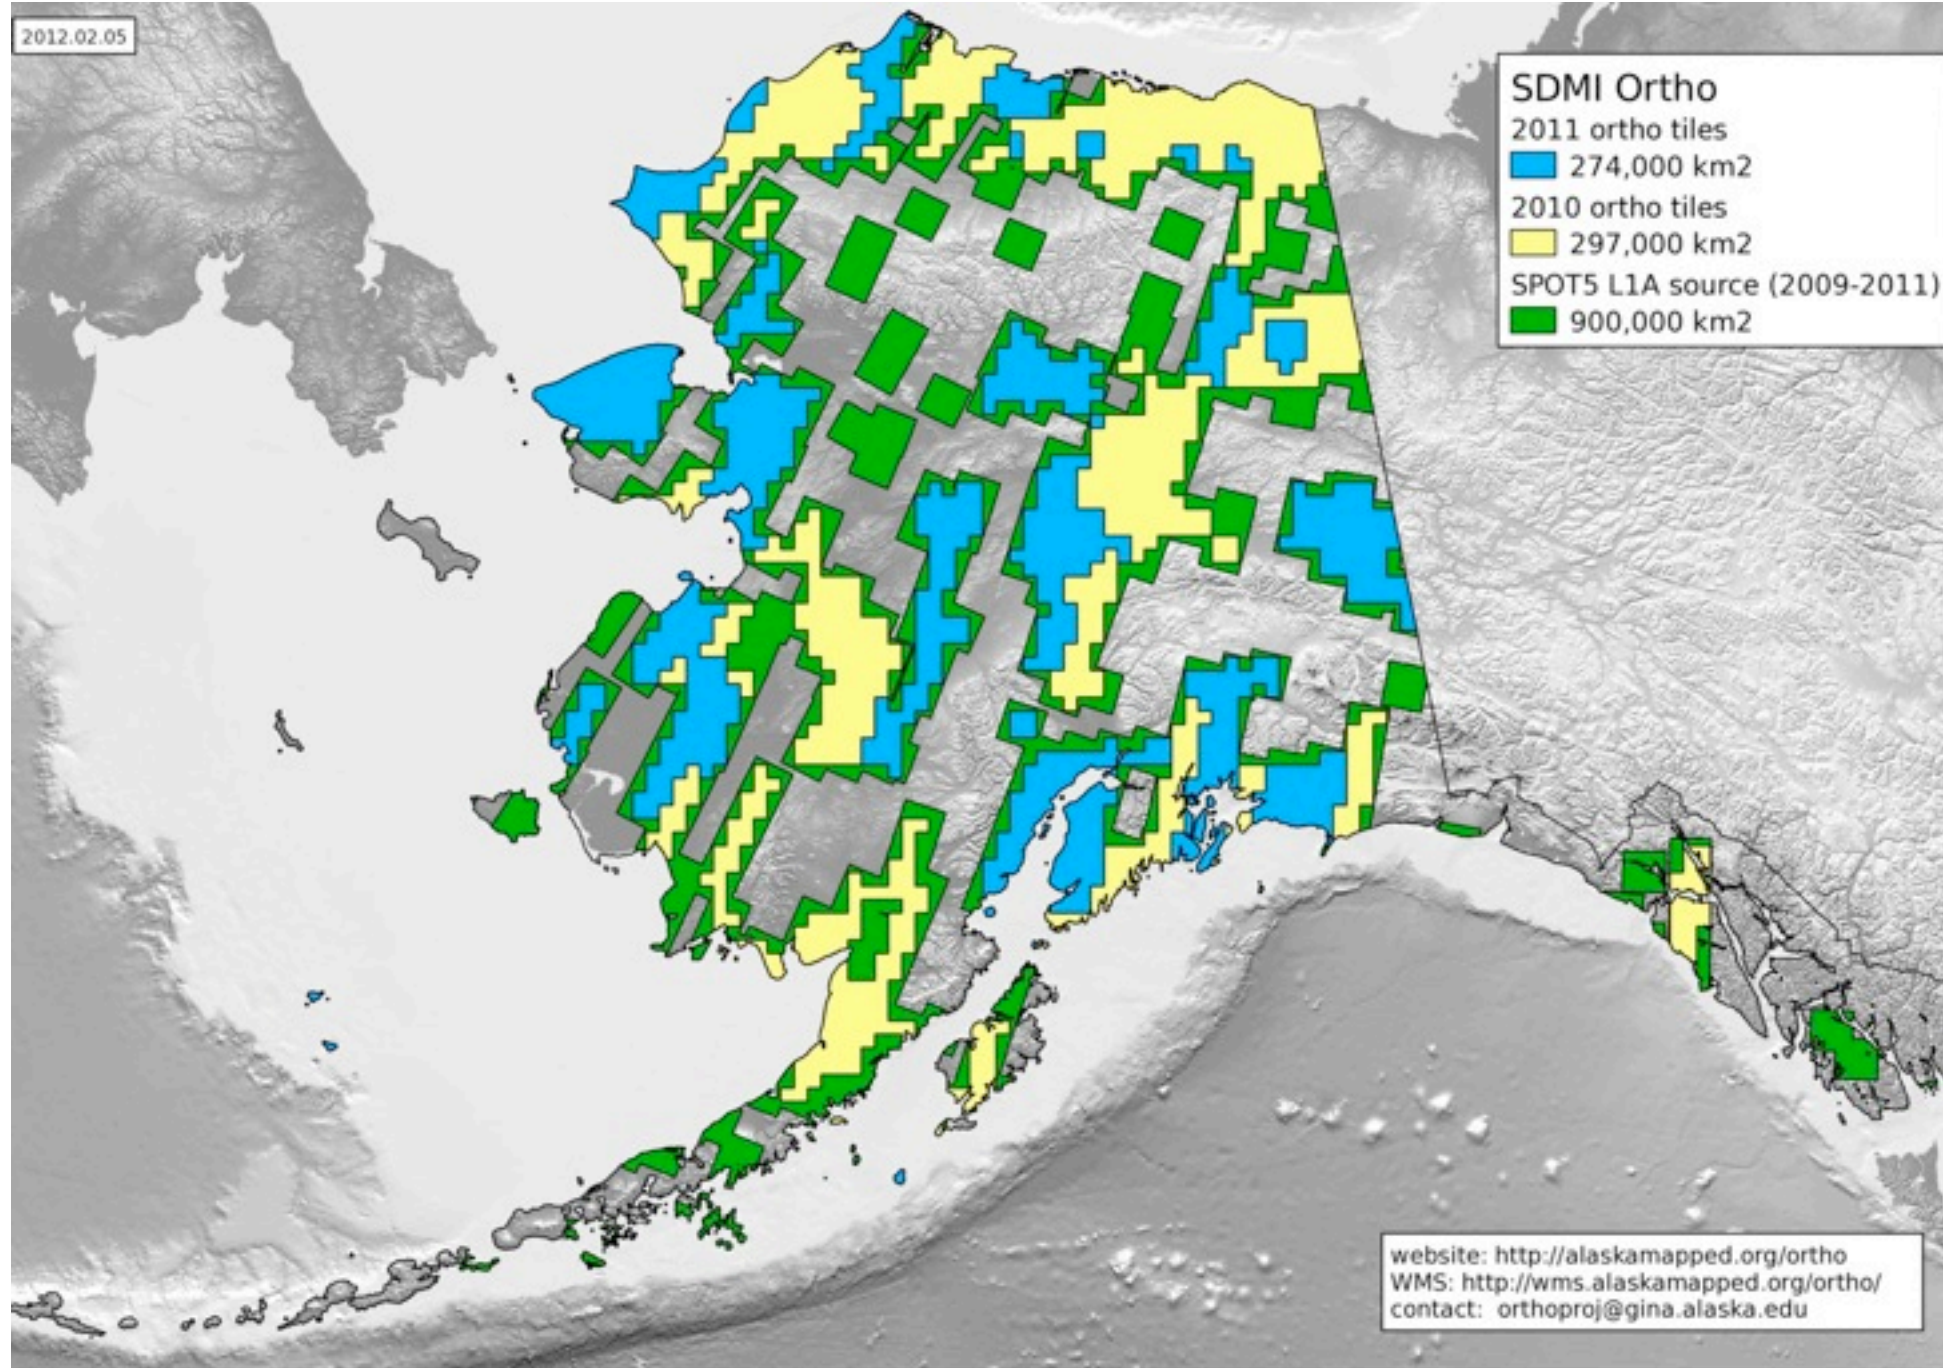 2012.02.05
SDMI Ortho
2011 ortho tiles
274,000 km2
2010 ortho tiles
297,000 km2
SPOT5 L1A source (2009-2011)
900,000 km2
website: http://alaskamapped.org/ortho
WMS: http://wms.alaskamapped.org/ortho/
contact: orthoproj@gina.alaska.edu